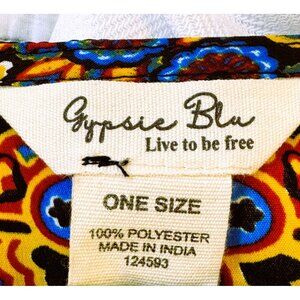 Gypsie Blu
Live to be free
ONE SIZE
100% POLYESTER
MADE IN INDIA
124593